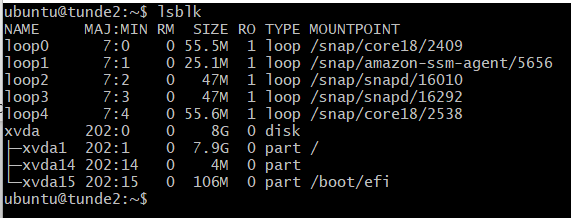 ubuntu@tunde2:~$ lsblk
NAME     MAJ:MIN RM   SIZE RO TYPE MOUNTPOINT
loop0      7:0    0  55.5M  1 loop /snap/core18/2409
loop1      7:1    0  25.1M  1 loop /snap/amazon-ssm-agent/5656
loop2      7:2    0    47M  1 loop /snap/snapd/16010
loop3      7:3    0    47M  1 loop /snap/snapd/16292
loop4      7:4    0  55.6M  1 loop /snap/core18/2538
xvda     202:0    0     8G  0 disk
├─xvda1  202:1    0   7.9G  0 part /
├─xvda14 202:14   0     4M  0 part
└─xvda15 202:15   0   106M  0 part /boot/efi
ubuntu@tunde2:~$